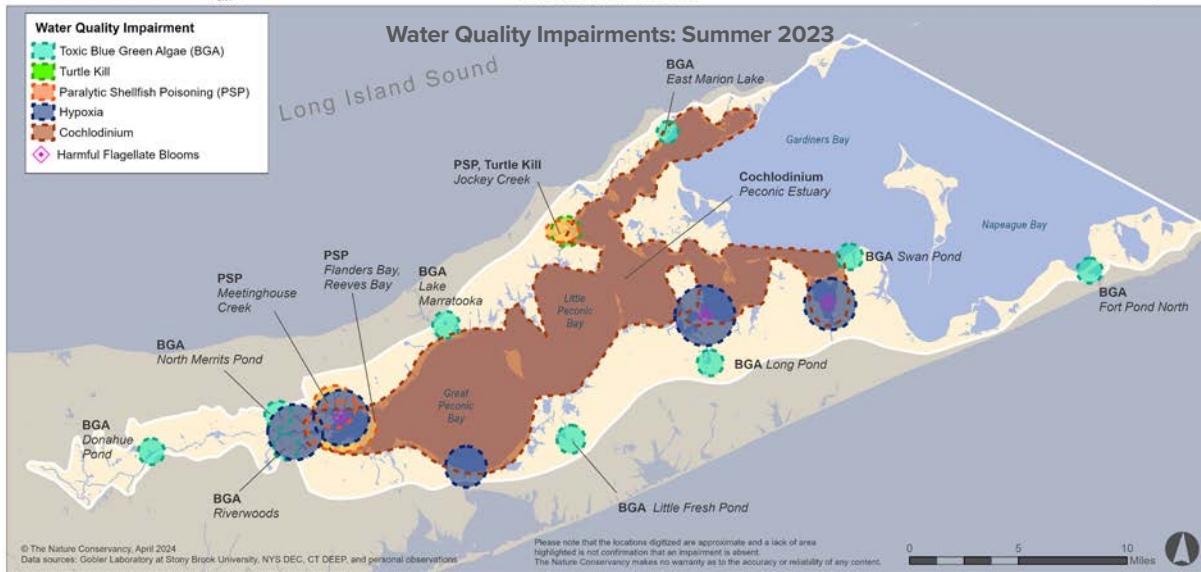 Water Quality Impairments: Summer 2023
Water Quality Impairment
Toxic Blue Green Algae (BGA)
Turtle Kill
Paralytic Shellfish Poisoning (PSP)
Hypoxia
Cochlodinium
Harmful Flagellate Blooms
Long Island Sound
BGA
East Marion Lake
Gardiners Bay
PSP, Turtle Kill
Jockey Creek
Cochlodinium
Peconic Estuary
Napeague Bay
PSP
Flanders Bay,
Reeves Bay
PSP
Meetinghouse
Creek
BGA
Lake
Marratooka
BGA Swan Pond
BGA
Fort Pond North
Little
Peconic
Bay
BGA
North Merrits Pond
BGA Long Pond
Great
Peconic
Bay
BGA
Donahue
Pond
BGA
Riverwoods
BGA Little Fresh Pond
© The Nature Conservancy, April 2024
Data sources: Gobler Laboratory at Stony Brook University, NYS DEC, CT DEEP, and personal observations
Please note that the locations digitized are approximate and a lack of area
highlighted is not confirmation that an impairment is absent.
The Nature Conservancy makes no warranty as to the accuracy or reliability of any content.
0 5 10
Miles